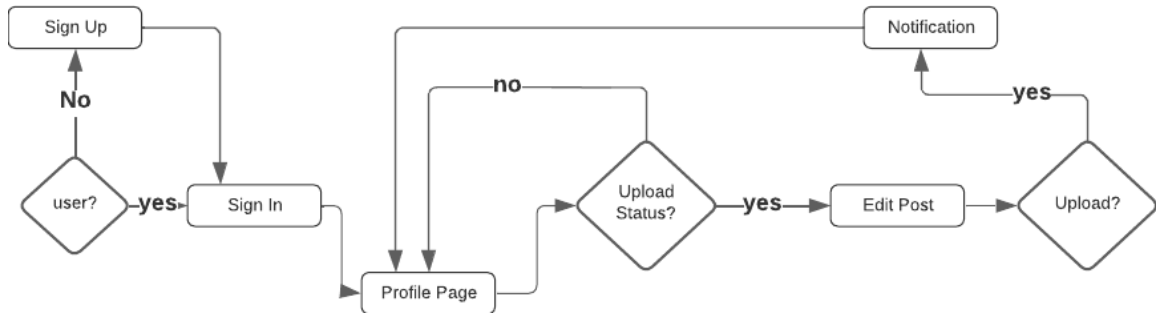 Sign Up
Notification
no
No
yes
user?
yes
Sign In
Upload
Status?
yes
Edit Post
Upload?
Profile Page